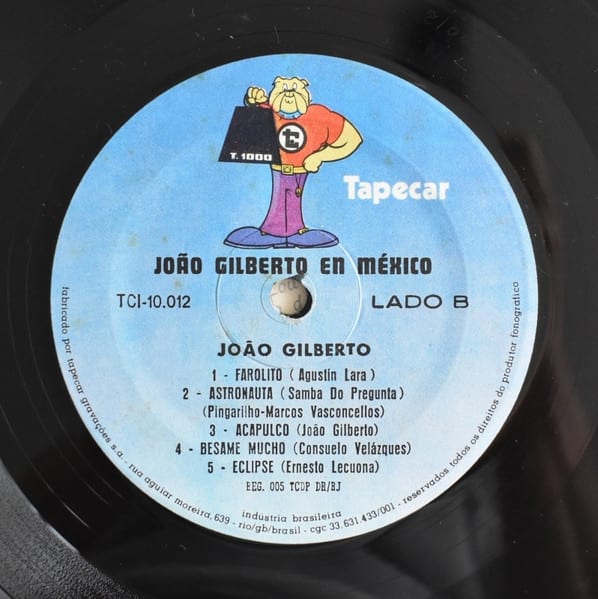 T. 1000
tc
Tapecar
JOÃO GILBERTO EN MÉXICO
TCI-10.012
LADO B
JOÃO GILBERTO
1 - FAROLITO (Agustin Lara)
2 - ASTRONAUTA (Samba Do Pregunta)
(Pingarilho-Marcos Vasconcellos)
3 - ACAPULCO (João Gilberto)
4 - BESAME MUCHO (Consuelo Velázques)
5 - ECLIPSE (Ernesto Lecuona)
REG. 005 TCDP DR/RJ
indústria brasileira
fabricado por tapecar gravações s.a. - rua aguiar moreira, 639 - rio/gb/brasil - cgc 33.631.433/001 - reservados todos os direitos do produtor fonográfico